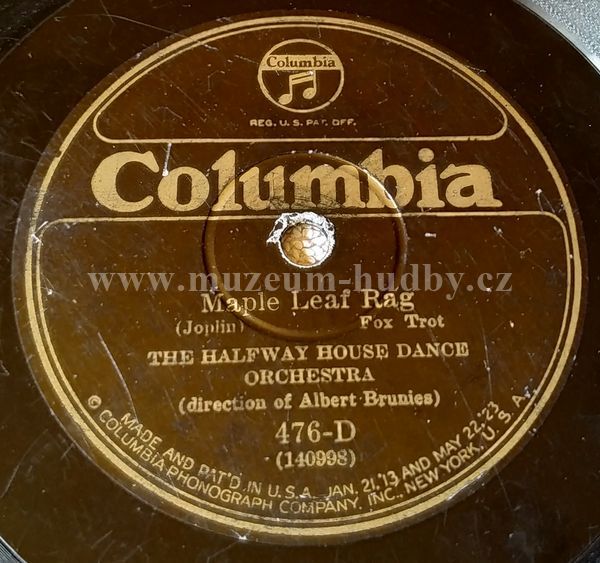 Columbia
REG. U. S. PAT. OFF.
Columbia
www.muzeum-hudby.cz
Maple Leaf Rag
(Joplin) Fox Trot
THE HALFWAY HOUSE DANCE
ORCHESTRA
(direction of Albert Brunies)
476-D
(140998)
MADE AND PAT'D IN U.S.A. JAN. 21,'13 AND MAY 22,'23
© COLUMBIA PHONOGRAPH COMPANY, INC., NEW YORK, U. S. A.